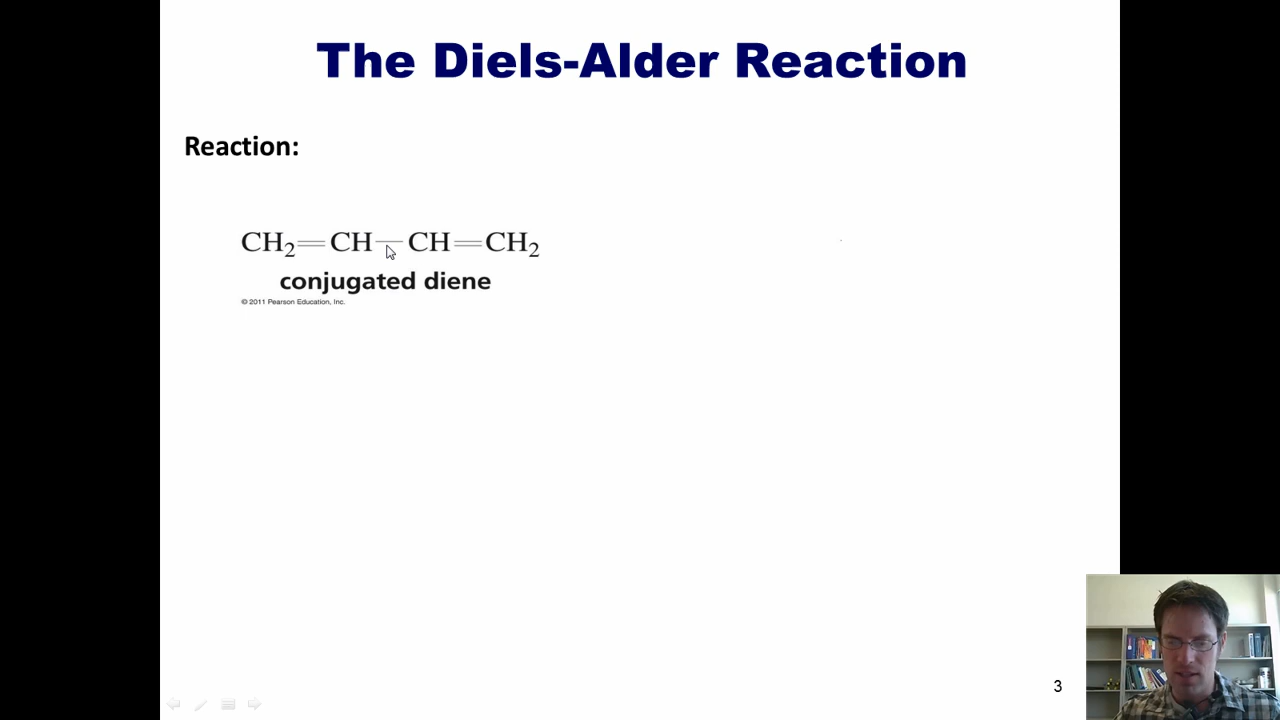 The Diels-Alder Reaction
Reaction:
CH₂=CH—CH=CH₂
conjugated diene
© 2011 Pearson Education, Inc.
3